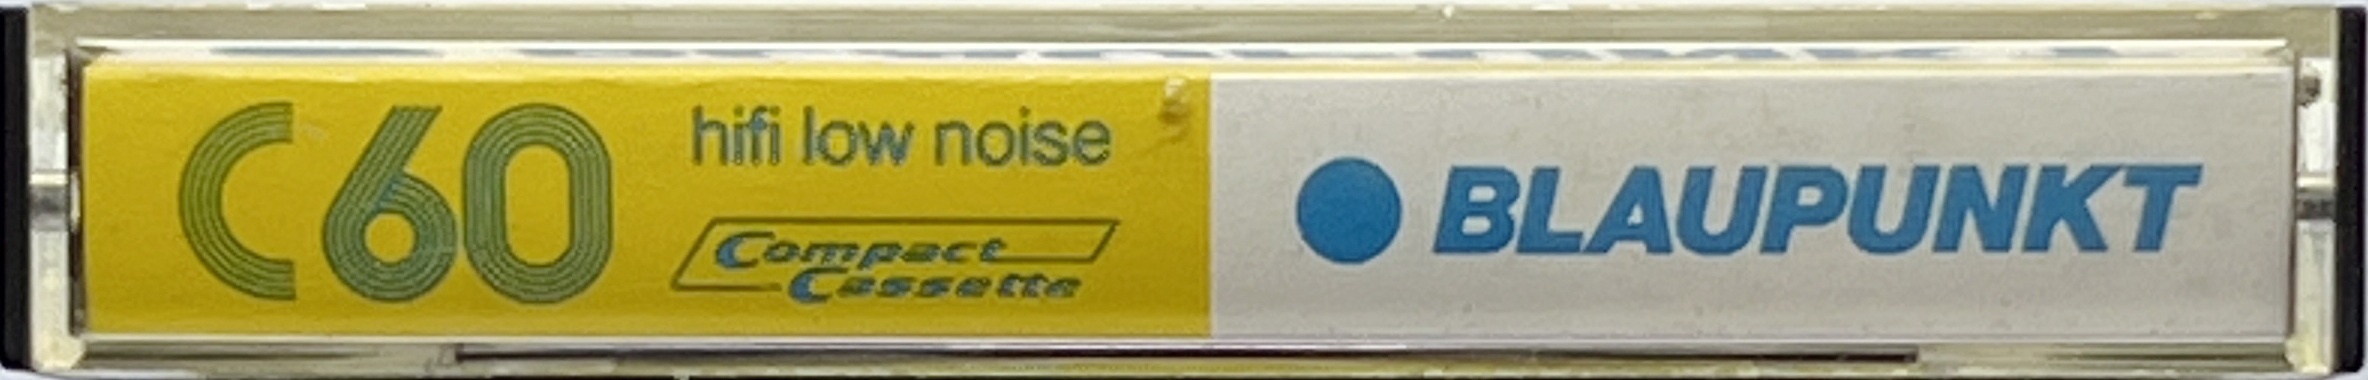 C60
hifi low noise
Compact
Cassette
BLAUPUNKT